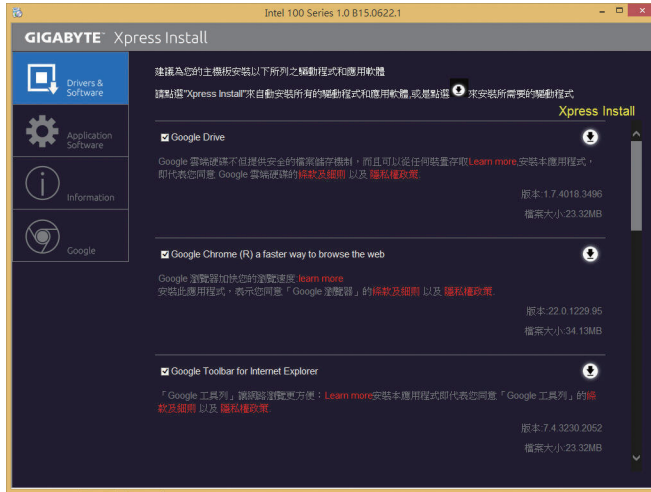 Intel 100 Series 1.0 B15.0622.1
GIGABYTE™ Xpress Install
Drivers &
Software
Application
Software
Information
Google
建議為您的主機板安裝以下所列之驅動程式和應用軟體
請點選"Xpress Install"來自動安裝所有的驅動程式和應用軟體,或是點選 來安裝所需要的驅動程式
Xpress Install
Google Drive
Google 雲端硬碟不但提供安全的檔案儲存機制，而且可以從任何裝置存取Learn more,安裝本應用程式，
即代表您同意 Google 雲端硬碟的條款及細則 以及 隱私權政策.
版本:1.7.4018.3496
檔案大小:23.32MB
Google Chrome (R) a faster way to browse the web
Google 瀏覽器加快您的瀏覽速度:learn more
安裝此應用程式，表示您同意「Google 瀏覽器」的條款及細則 以及 隱私權政策.
版本:22.0.1229.95
檔案大小:34.13MB
Google Toolbar for Internet Explorer
「Google 工具列」讓網路瀏覽更方便：Learn more安裝本應用程式即代表您同意「Google 工具列」的條
款及細則 以及 隱私權政策.
版本:7.4.3230.2052
檔案大小:23.32MB